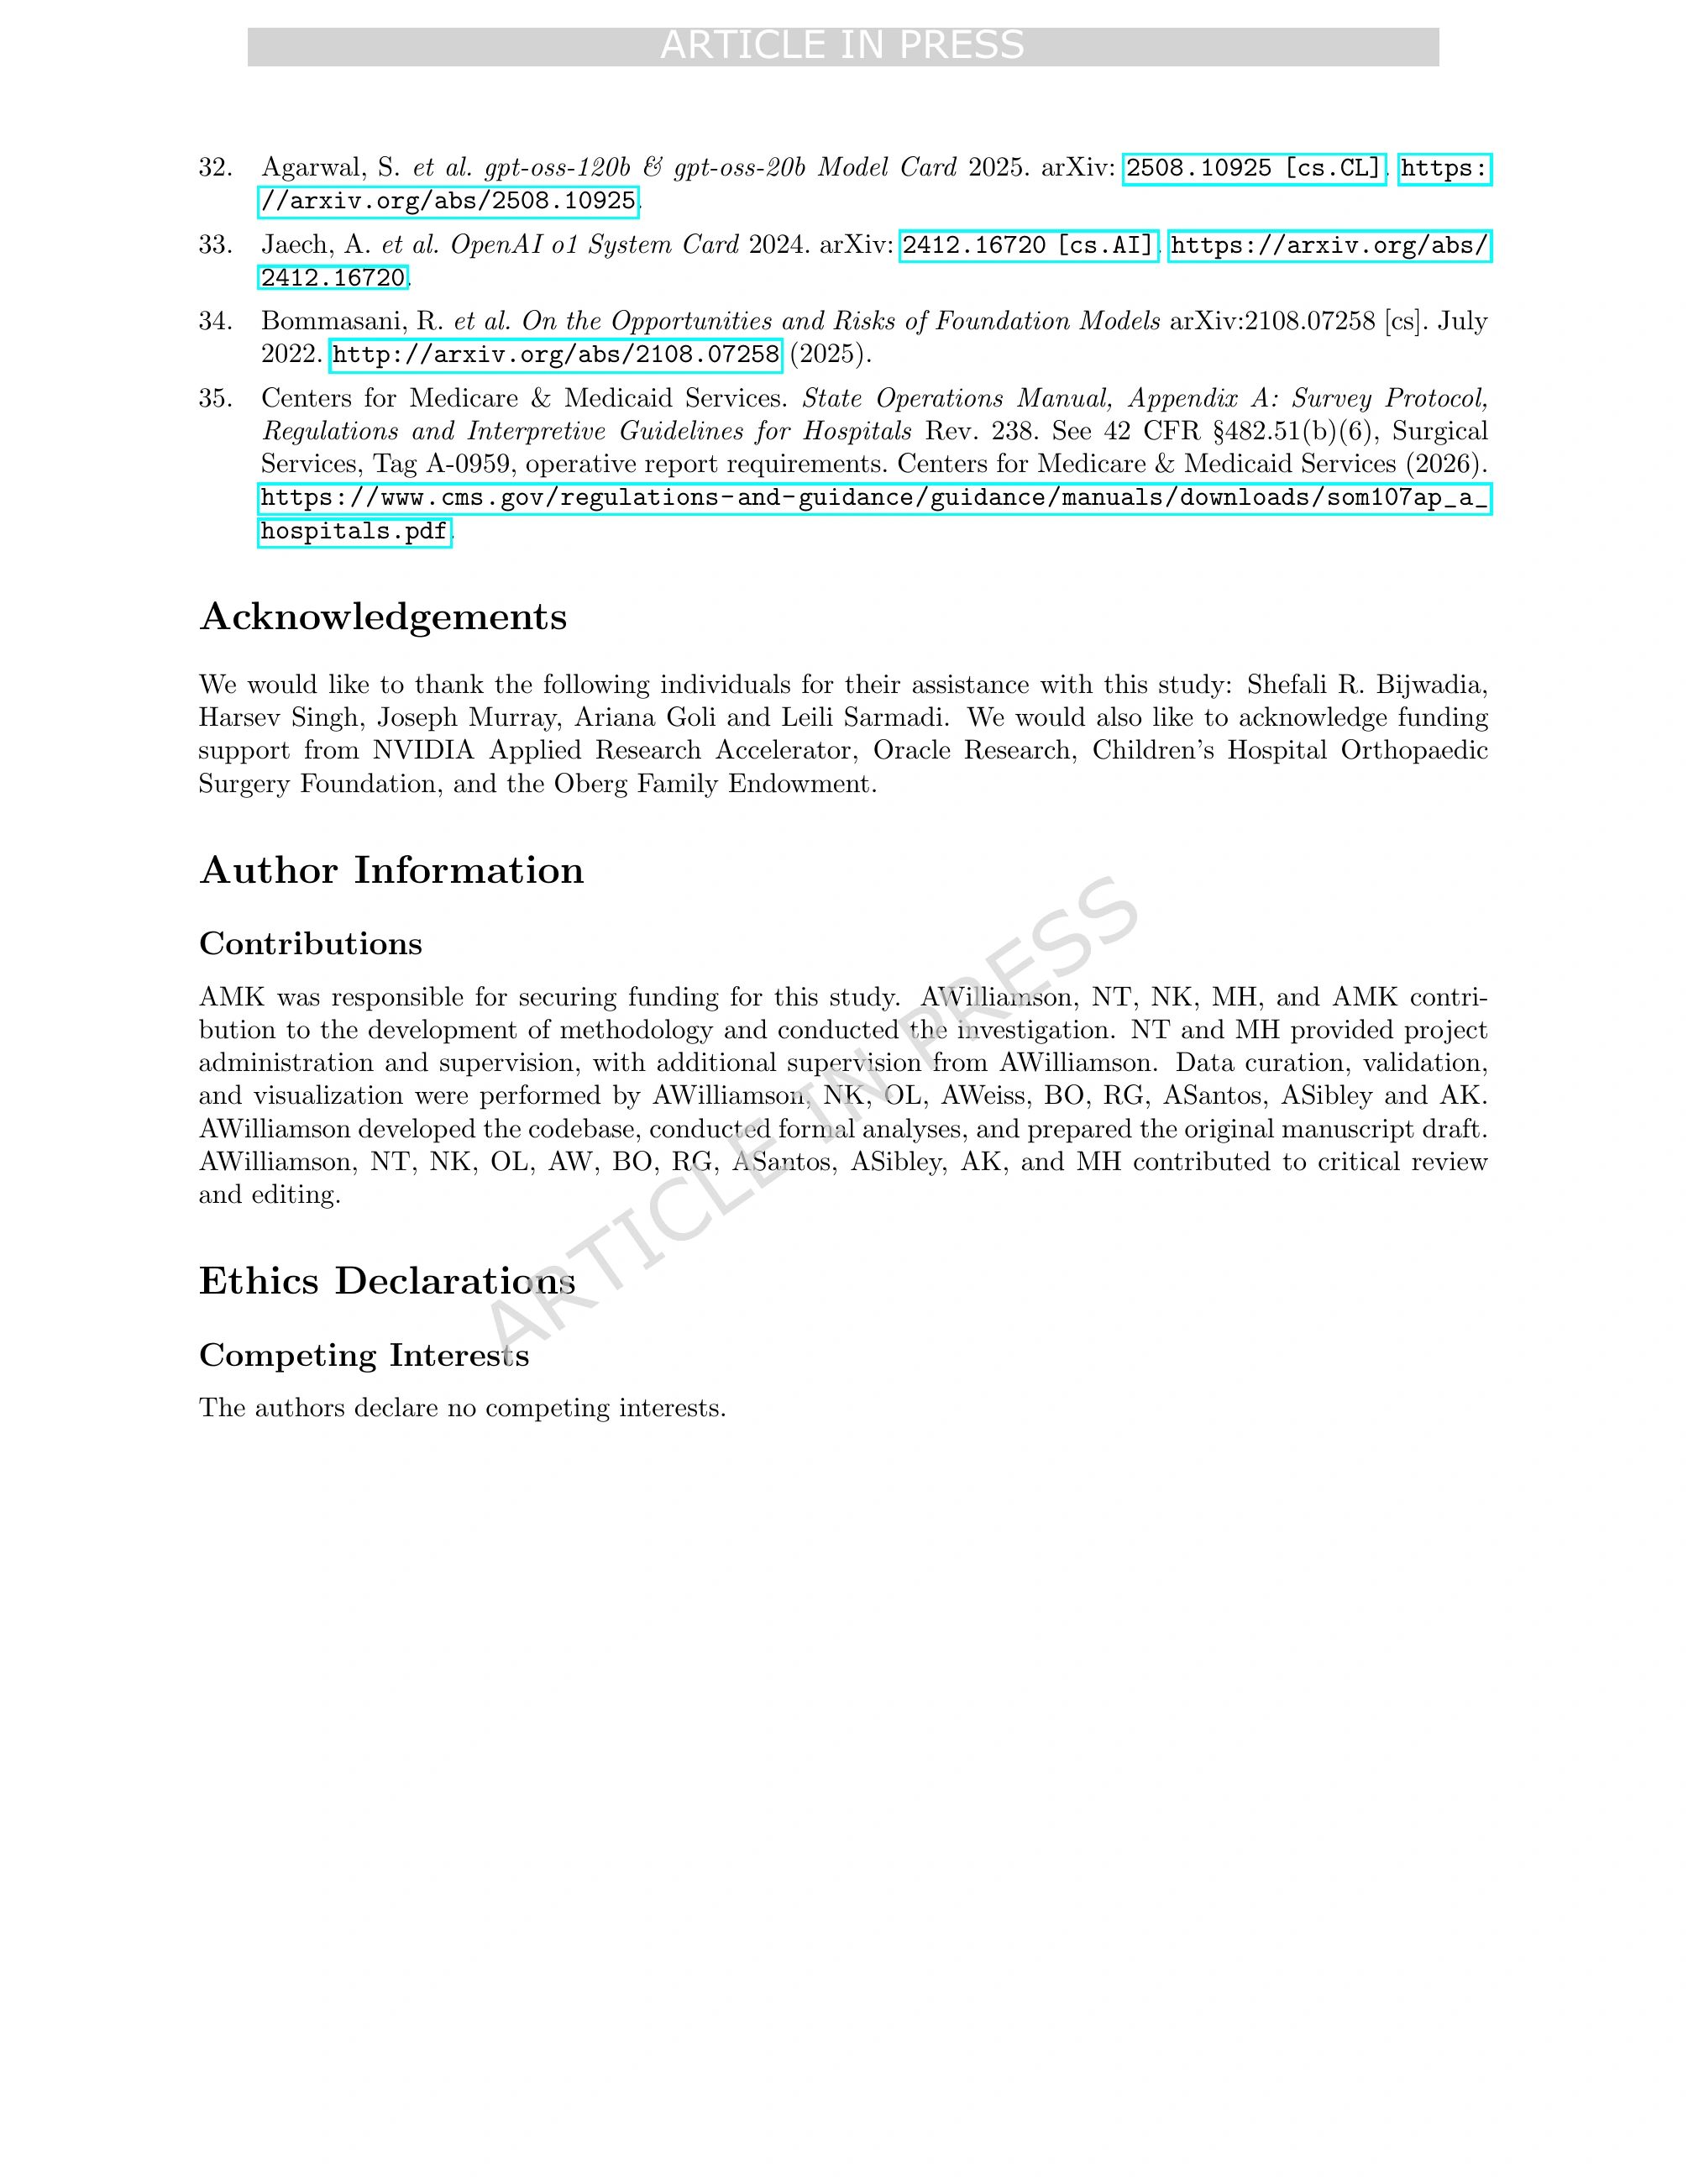 ARTICLE IN PRESS
32. Agarwal, S. et al. gpt-oss-120b & gpt-oss-20b Model Card 2025. arXiv: 2508.10925 [cs.CL]. https:
//arxiv.org/abs/2508.10925.
33. Jaech, A. et al. OpenAI o1 System Card 2024. arXiv: 2412.16720 [cs.AI]. https://arxiv.org/abs/
2412.16720.
34. Bommasani, R. et al. On the Opportunities and Risks of Foundation Models arXiv:2108.07258 [cs]. July
2022. http://arxiv.org/abs/2108.07258 (2025).
35. Centers for Medicare & Medicaid Services. State Operations Manual, Appendix A: Survey Protocol,
Regulations and Interpretive Guidelines for Hospitals Rev. 238. See 42 CFR §482.51(b)(6), Surgical
Services, Tag A-0959, operative report requirements. Centers for Medicare & Medicaid Services (2026).
https://www.cms.gov/regulations-and-guidance/guidance/manuals/downloads/som107ap_a_
hospitals.pdf.
Acknowledgements
We would like to thank the following individuals for their assistance with this study: Shefali R. Bijwadia,
Harsev Singh, Joseph Murray, Ariana Goli and Leili Sarmadi. We would also like to acknowledge funding
support from NVIDIA Applied Research Accelerator, Oracle Research, Children's Hospital Orthopaedic
Surgery Foundation, and the Oberg Family Endowment.
Author Information
Contributions
AMK was responsible for securing funding for this study. AWilliamson, NT, NK, MH, and AMK contri-
bution to the development of methodology and conducted the investigation. NT and MH provided project
administration and supervision, with additional supervision from AWilliamson. Data curation, validation,
and visualization were performed by AWilliamson, NK, OL, AWeiss, BO, RG, ASantos, ASibley and AK.
AWilliamson developed the codebase, conducted formal analyses, and prepared the original manuscript draft.
AWilliamson, NT, NK, OL, AW, BO, RG, ASantos, ASibley, AK, and MH contributed to critical review
and editing.
Ethics Declarations
Competing Interests
The authors declare no competing interests.
ARTICLE IN PRESS